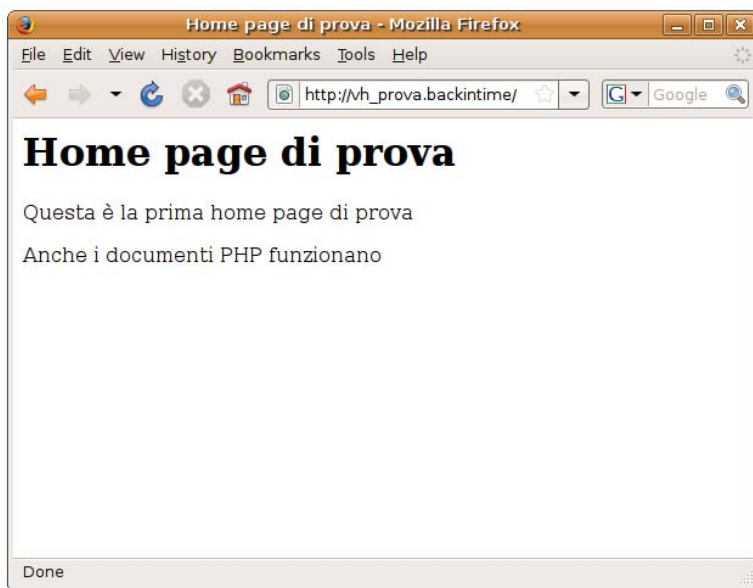 Home page di prova - Mozilla Firefox
File Edit View History Bookmarks Tools Help
http://vh_prova.backintime/ G Google
Home page di prova
Questa è la prima home page di prova
Anche i documenti PHP funzionano
Done